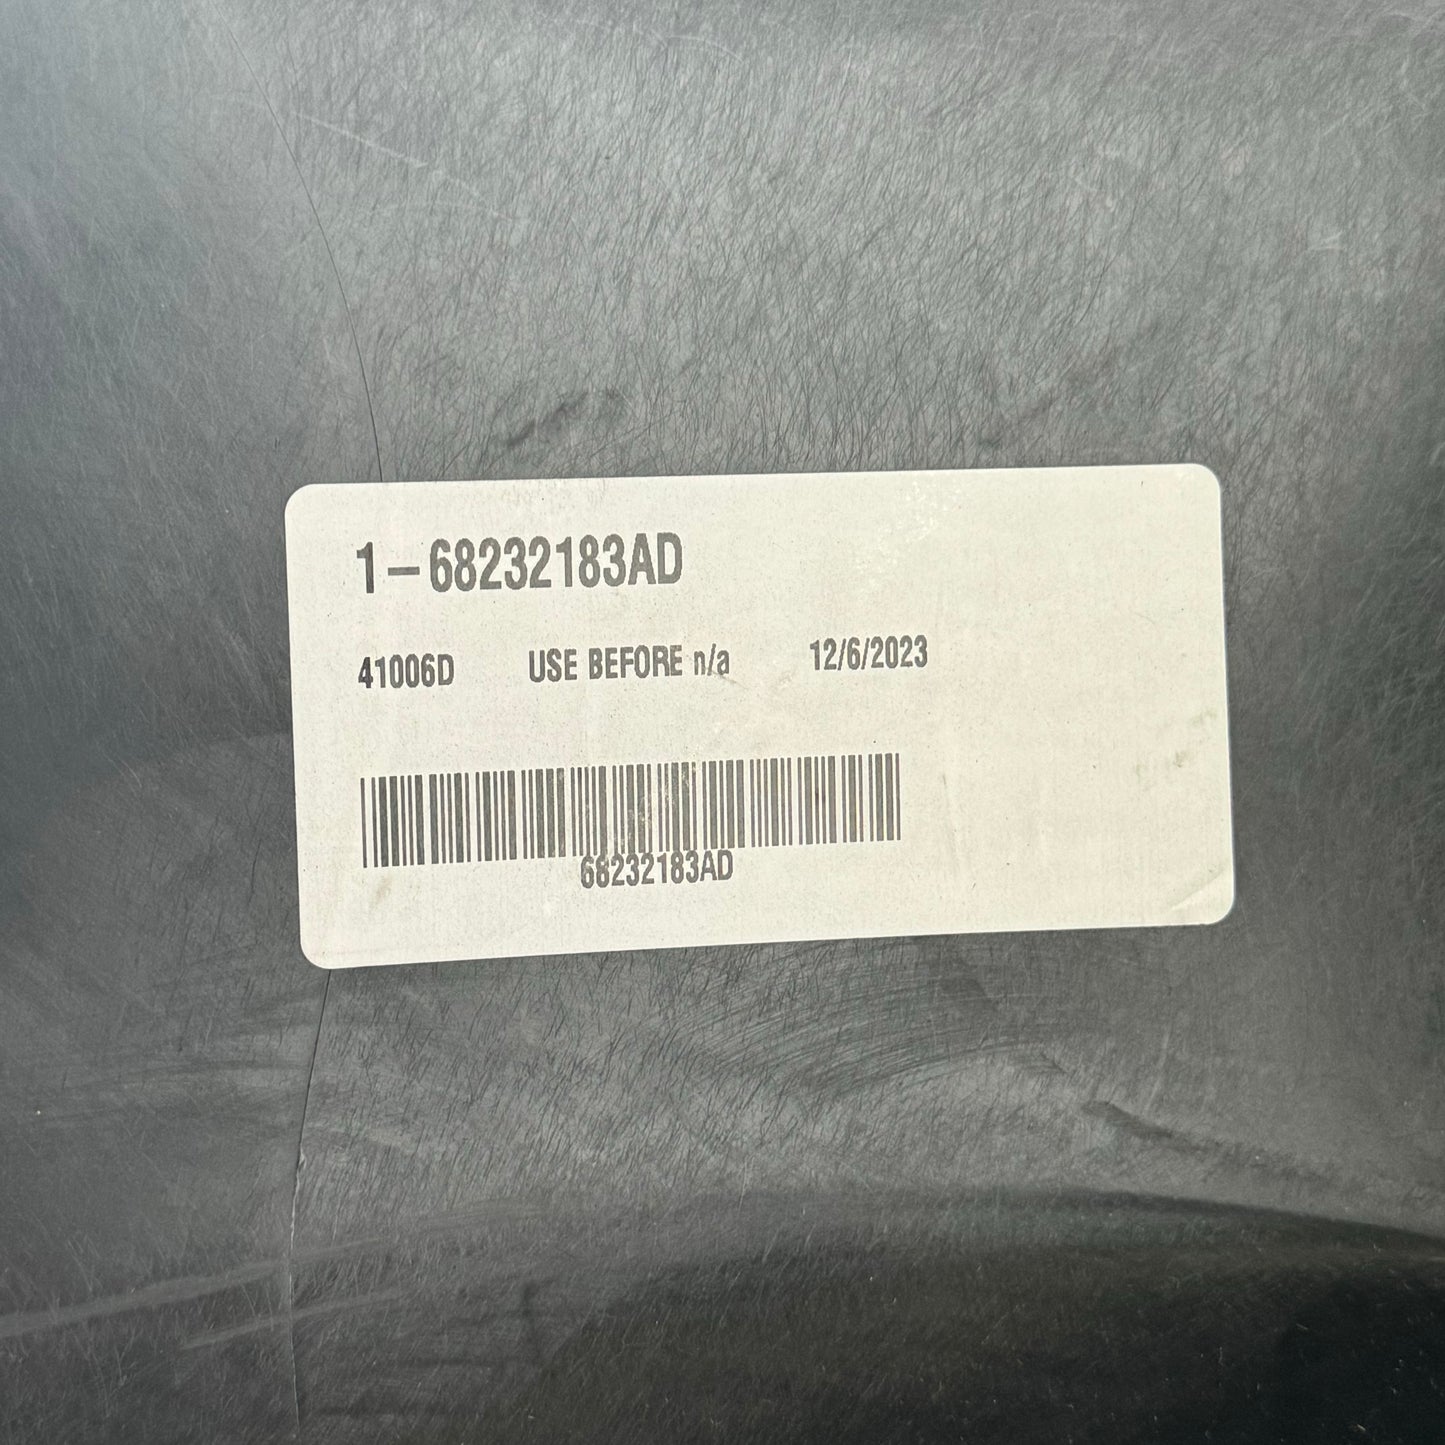 1-68232183AD
41006D USE BEFORE n/a 12/6/2023
68232183AD